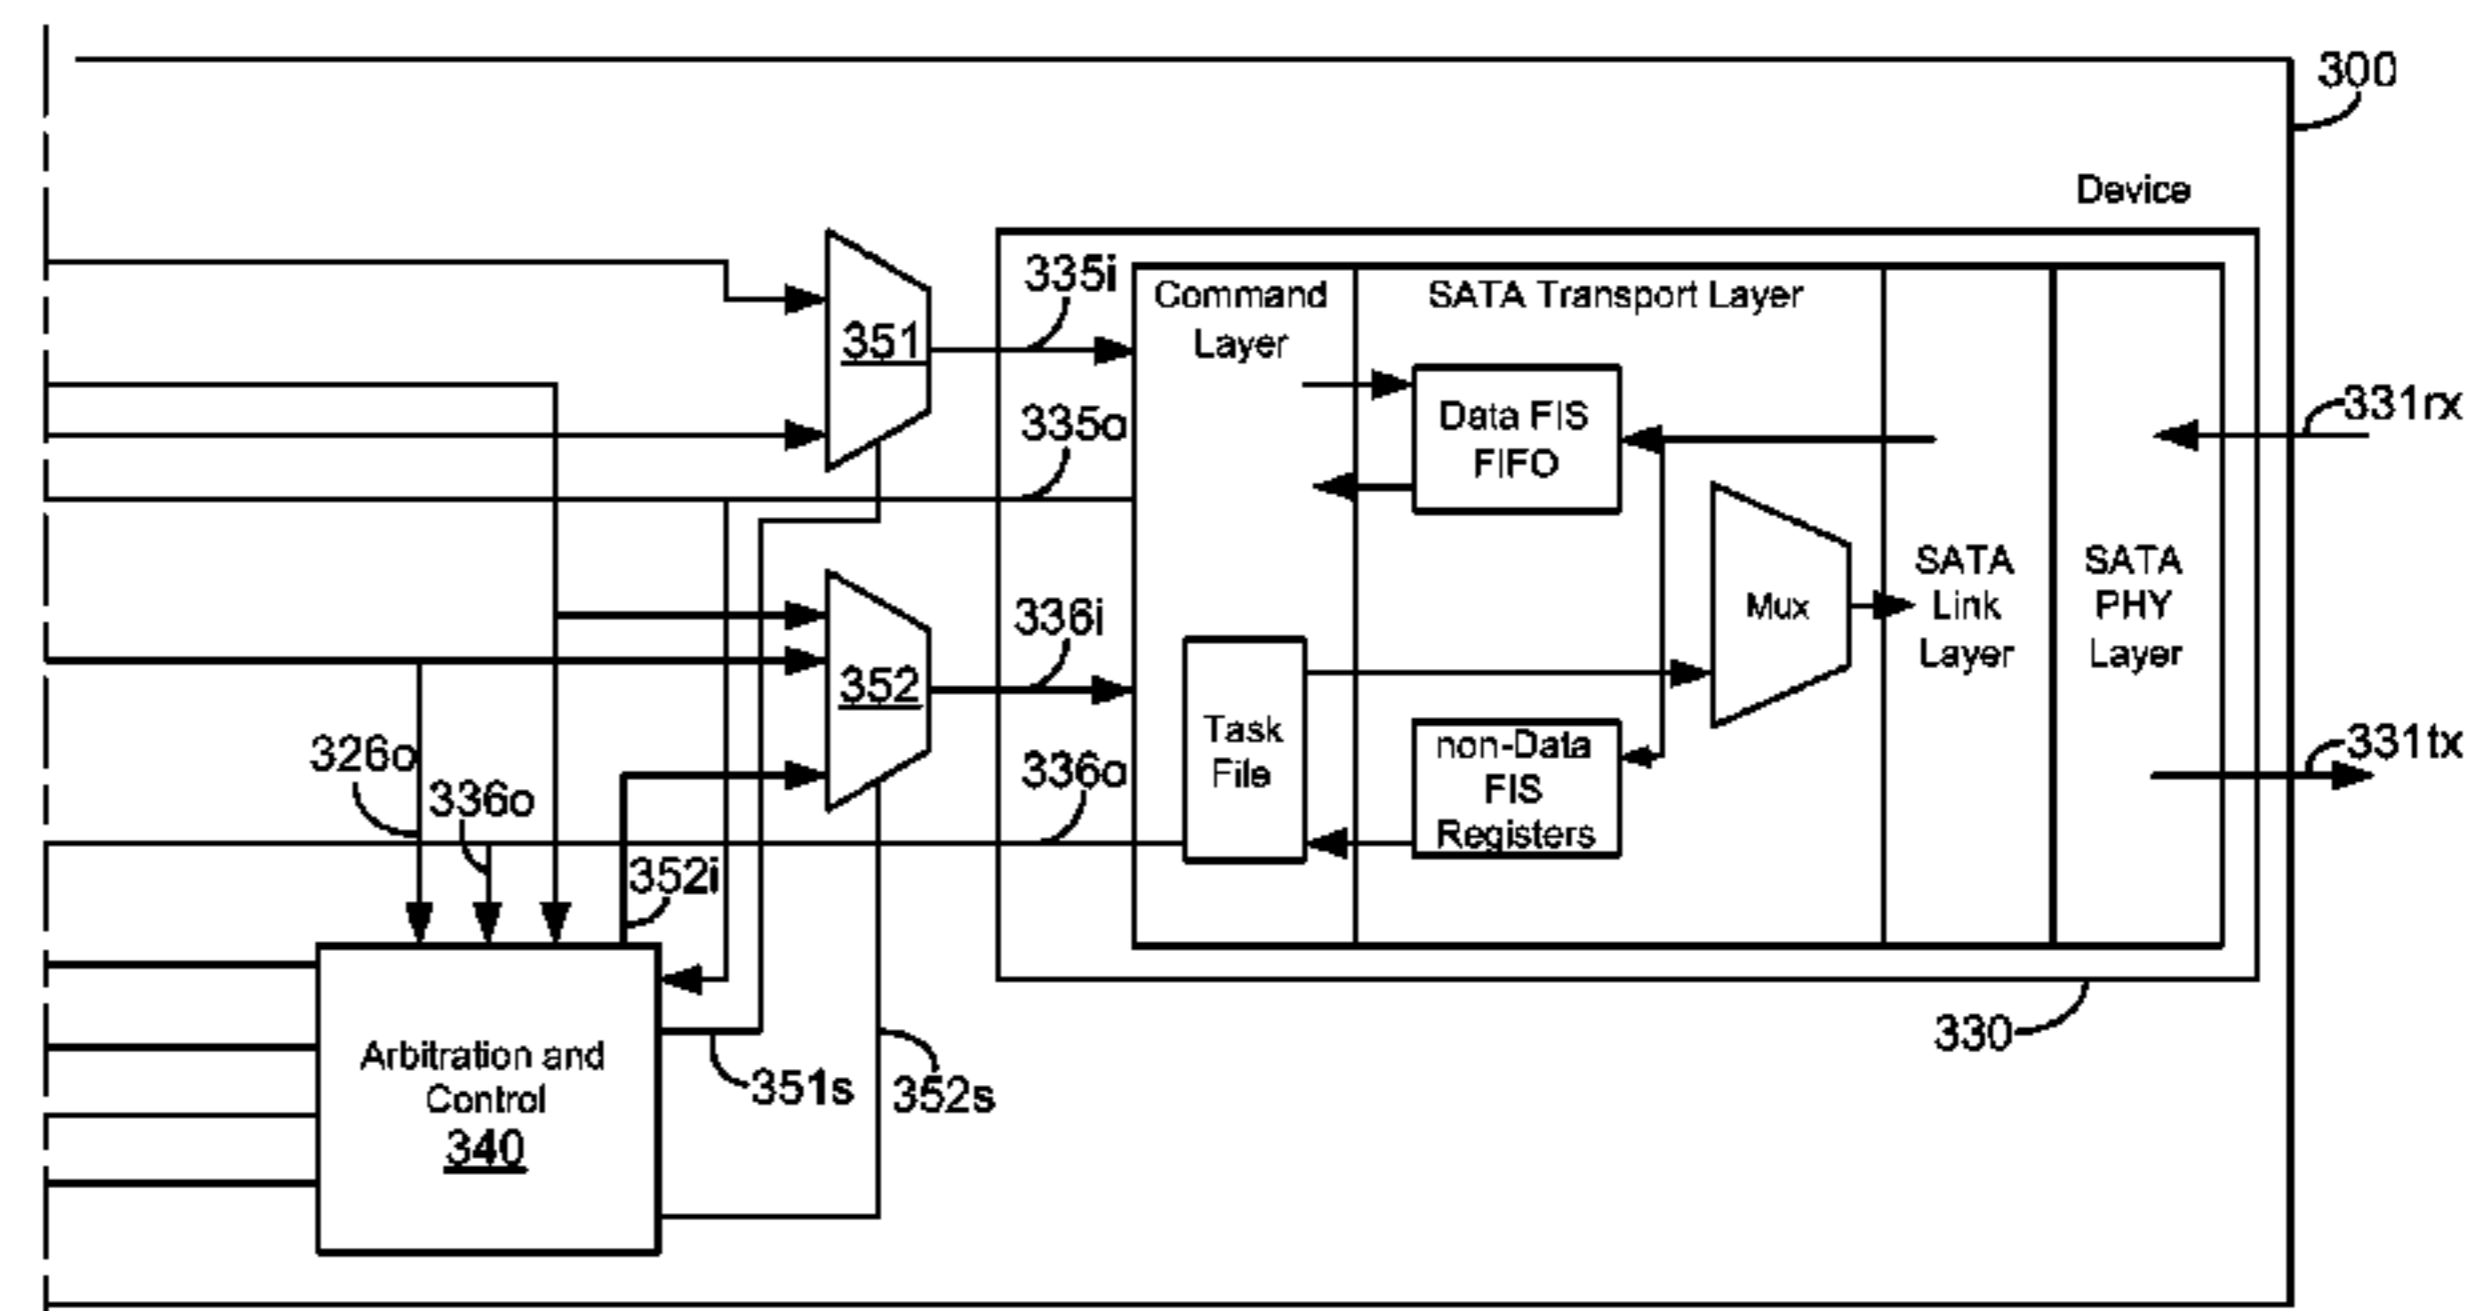 300
Device
335i
Command
Layer
SATA Transport Layer
351
331rx
335o
Data FIS
FIFO
SATA
Link
Layer
SATA
PHY
Layer
336i
Mux
352
331tx
326o
336o
336o
Task
File
non-Data
FIS
Registers
352i
330
Arbitration and
Control
340
351s
352s